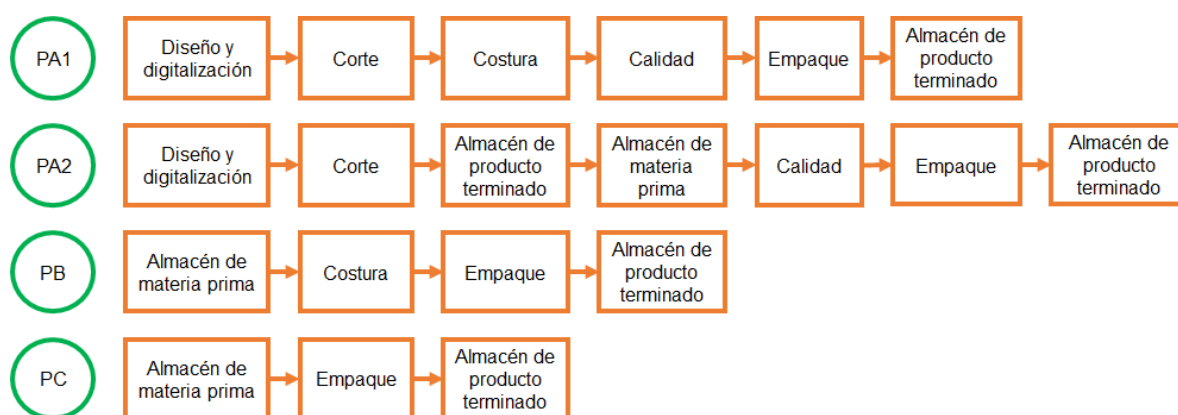 PA1
Diseño y
digitalización
Corte
Costura
Calidad
Empaque
Almacén de
producto
terminado
PA2
Diseño y
digitalización
Corte
Almacén de
producto
terminado
Almacén de
materia
prima
Calidad
Empaque
Almacén de
producto
terminado
PB
Almacén de
materia prima
Costura
Empaque
Almacén de
producto
terminado
PC
Almacén de
materia prima
Empaque
Almacén de
producto
terminado